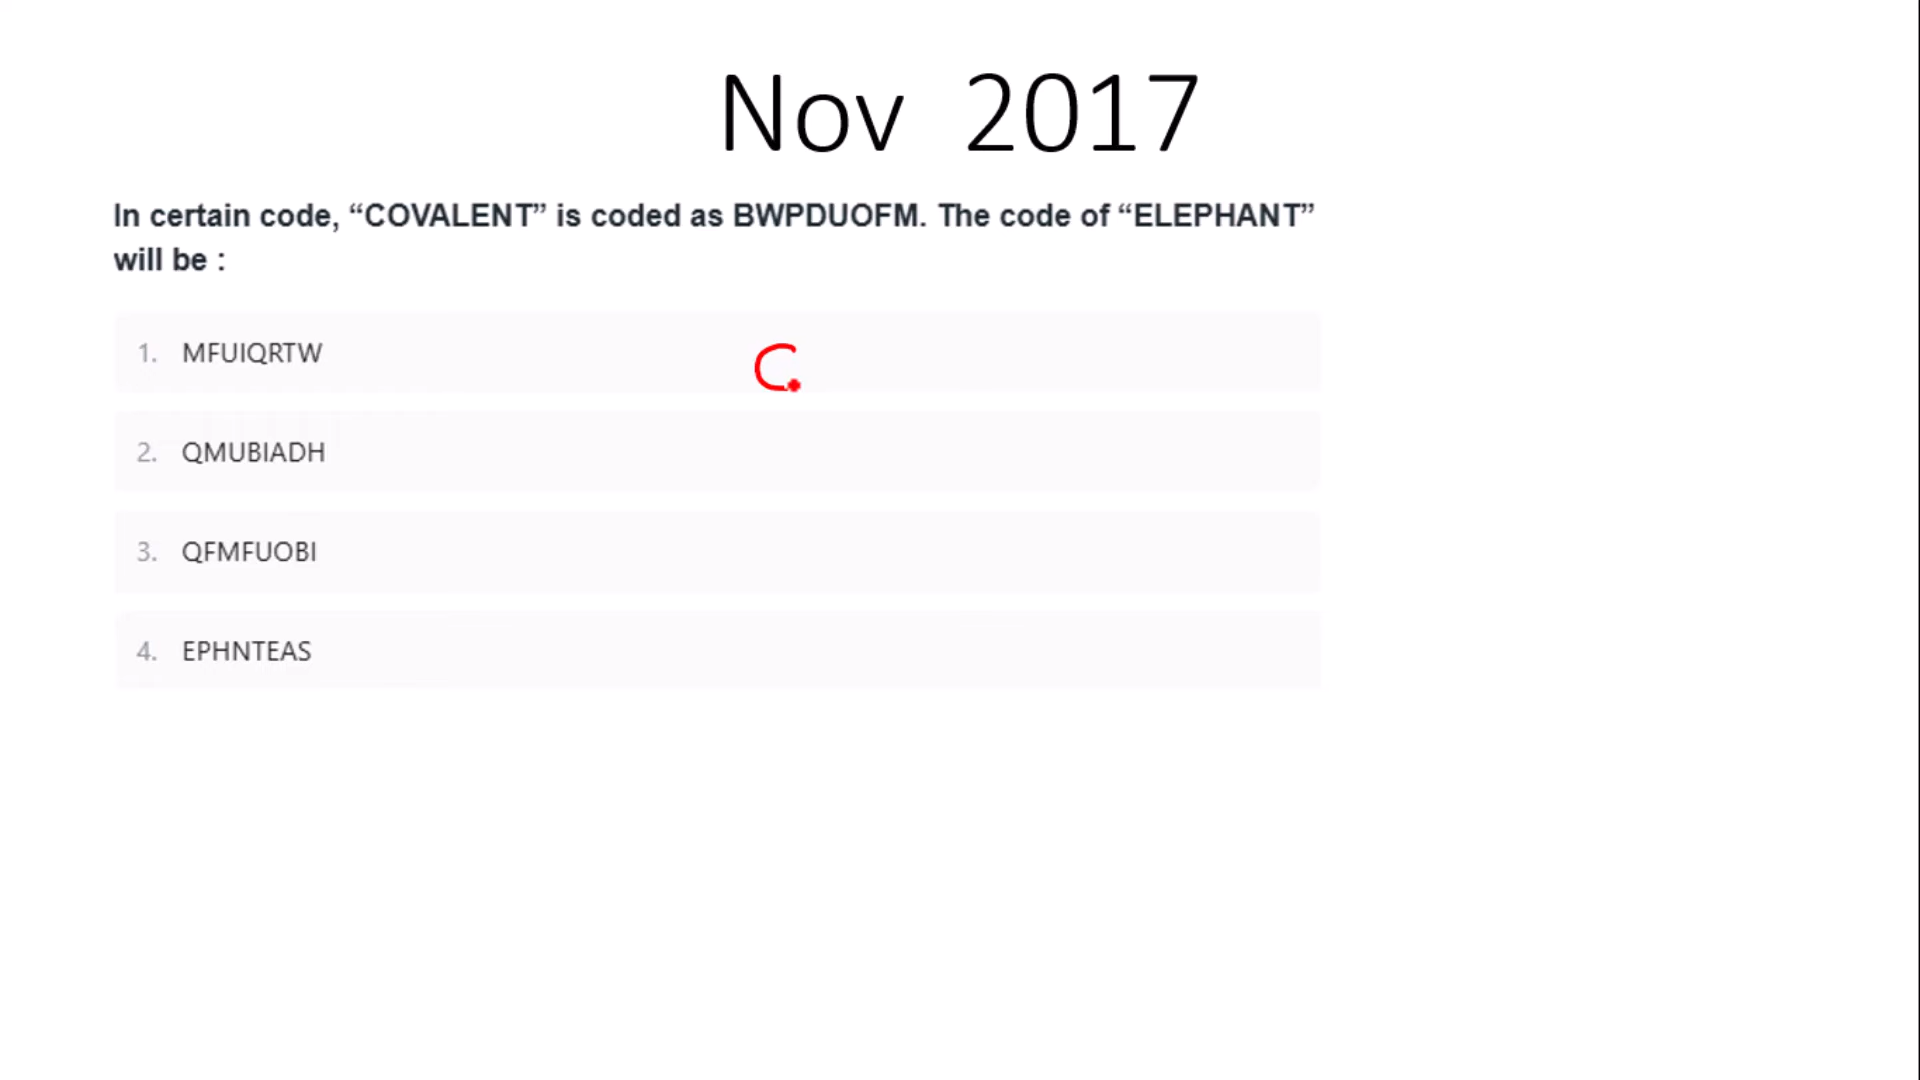 Nov 2017
In certain code, “COVALENT” is coded as BWPDUOFM. The code of “ELEPHANT”
will be :
1. MFUIQRTW
C
2. QMUBIADH
3. QFMFUOBI
4. EPHNTEAS